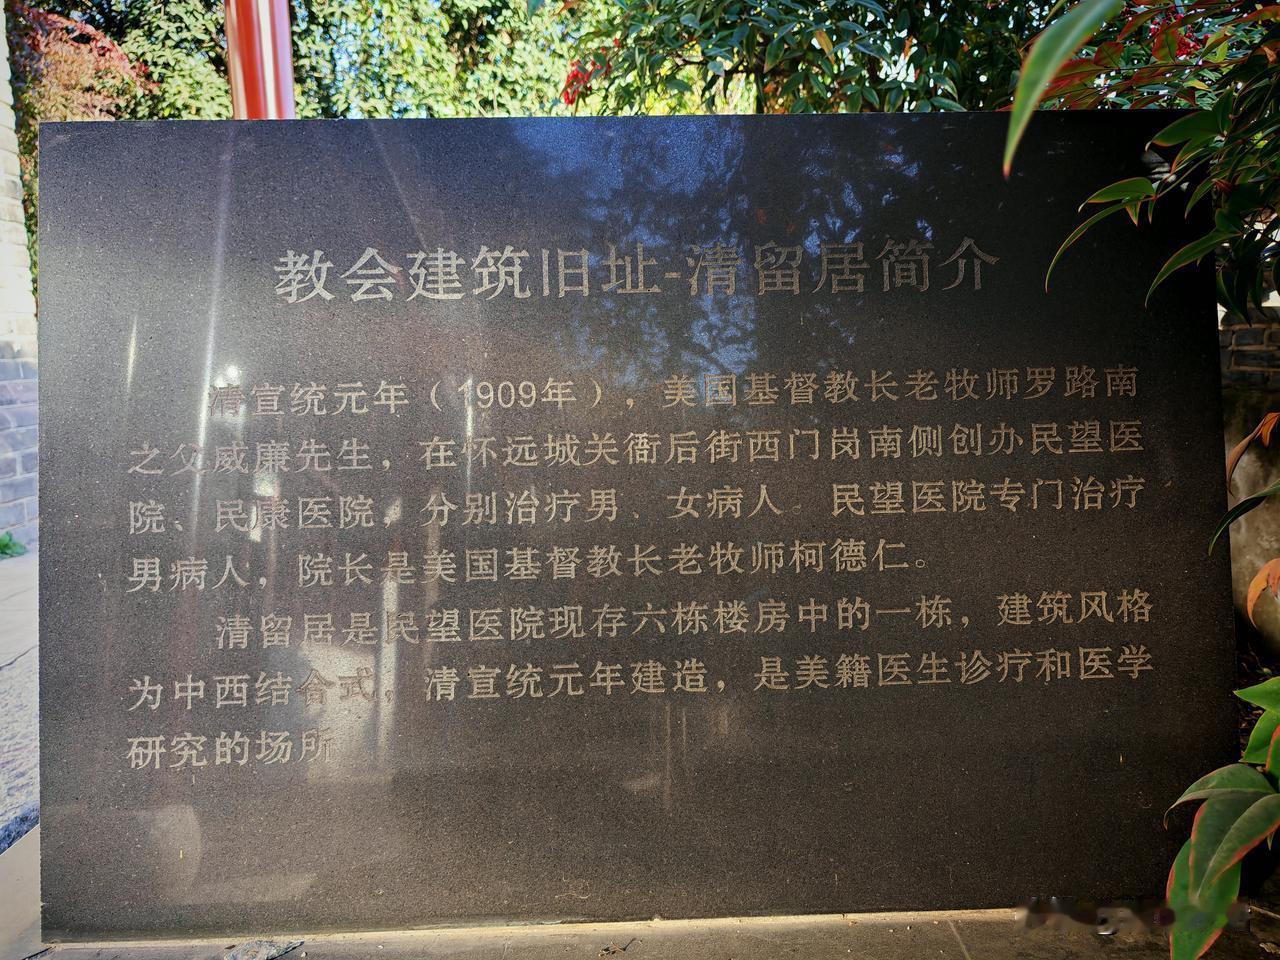 教会建筑旧址-清留居简介
清宣统元年（1909年），美国基督教长老牧师罗路南
之父威廉先生，在怀远城关衙后街西门岗南侧创办民望医
院、民康医院，分别治疗男、女病人。民望医院专门治疗
男病人，院长是美国基督教长老牧师柯德仁。
清留居是民望医院现存六栋楼房中的一栋，建筑风格
为中西结合式，清宣统元年建造，是美籍医生诊疗和医学
研究的场所